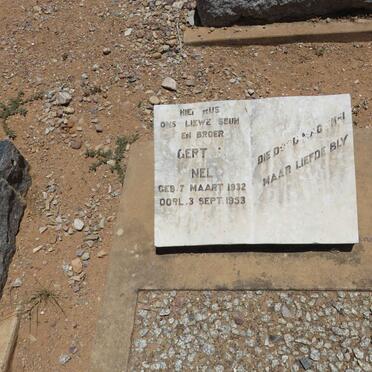 HIER RUS
ONS LIEWE SEUN
EN BROER
GERT
NEL
GEB. 7 MAART 1932
OORL. 3 SEPT. 1953
DIE
MAAR LIEFDE BLY